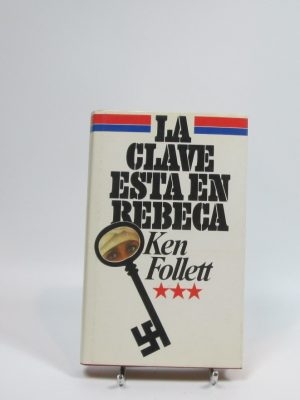 LA
CLAVE
ESTA EN
REBECA
Ken
Follett